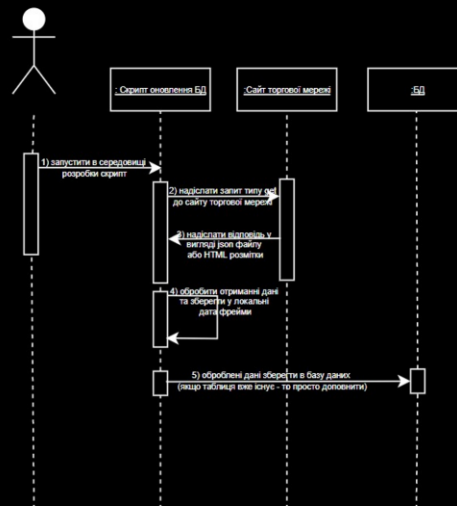 : Скрипт оновлення БД
:Сайт торгової мережі
:БД
1) запустити в середовищі
розробки скрипт
2) надіслати запит типу get
до сайту торгової мережі
3) надіслати відповідь у
вигляді json файлу
або HTML розмітки
4) обробити отриманні дані
та зберегти у локальні
дата фрейми
5) оброблені дані зберегти в базу даних
(якщо таблиця вже існує - то просто доповнити)